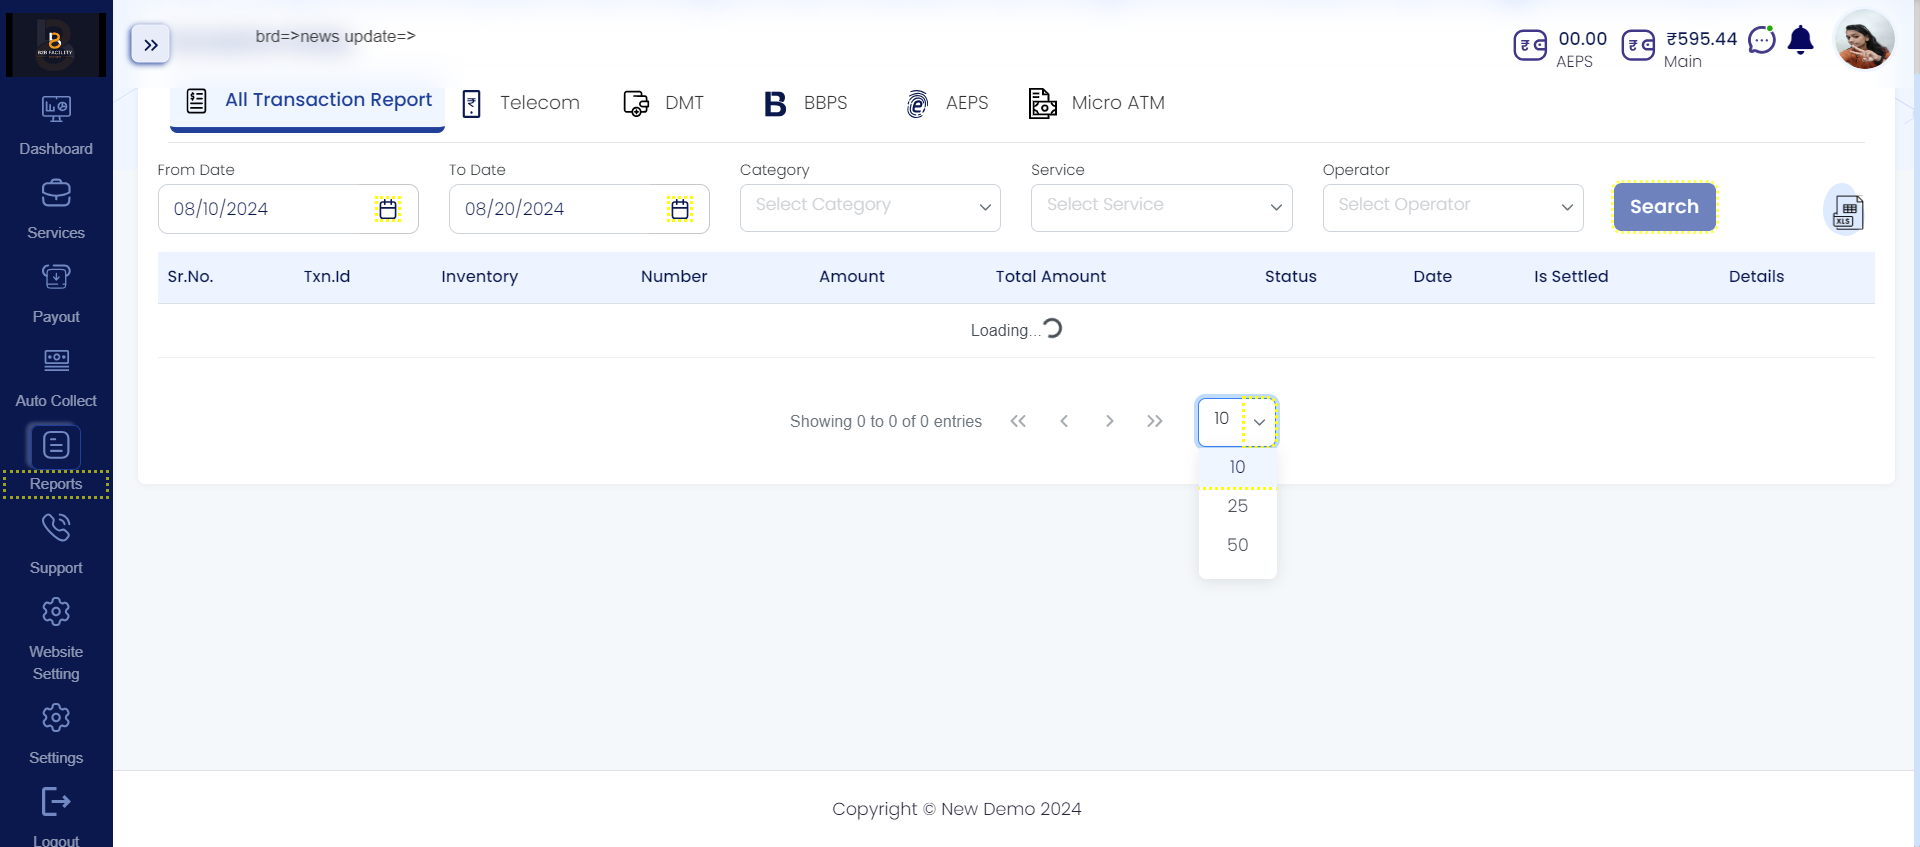 B2B FACILITY
brd=>news update=>
00.00
AEPS
₹595.44
Main
Dashboard
Services
Payout
Auto Collect
Reports
Support
Website
Setting
Settings
Logout
All Transaction Report
Telecom
DMT
BBPS
AEPS
Micro ATM
From Date
To Date
Category
Service
Operator
08/10/2024
08/20/2024
Select Category
Select Service
Select Operator
Search
XLS
Sr.No. Txn.Id Inventory Number Amount Total Amount Status Date Is Settled Details
Loading...
Showing 0 to 0 of 0 entries
10
10
25
50
Copyright © New Demo 2024